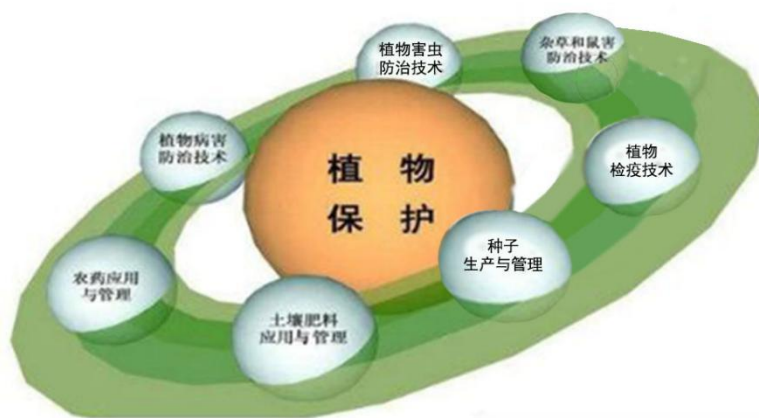 植物害虫
防治技术
杂草和鼠害
防治技术
植物病害
防治技术
植物
保护
植物
检疫技术
种子
生产与管理
农药应用
与管理
土壤肥料
应用与管理